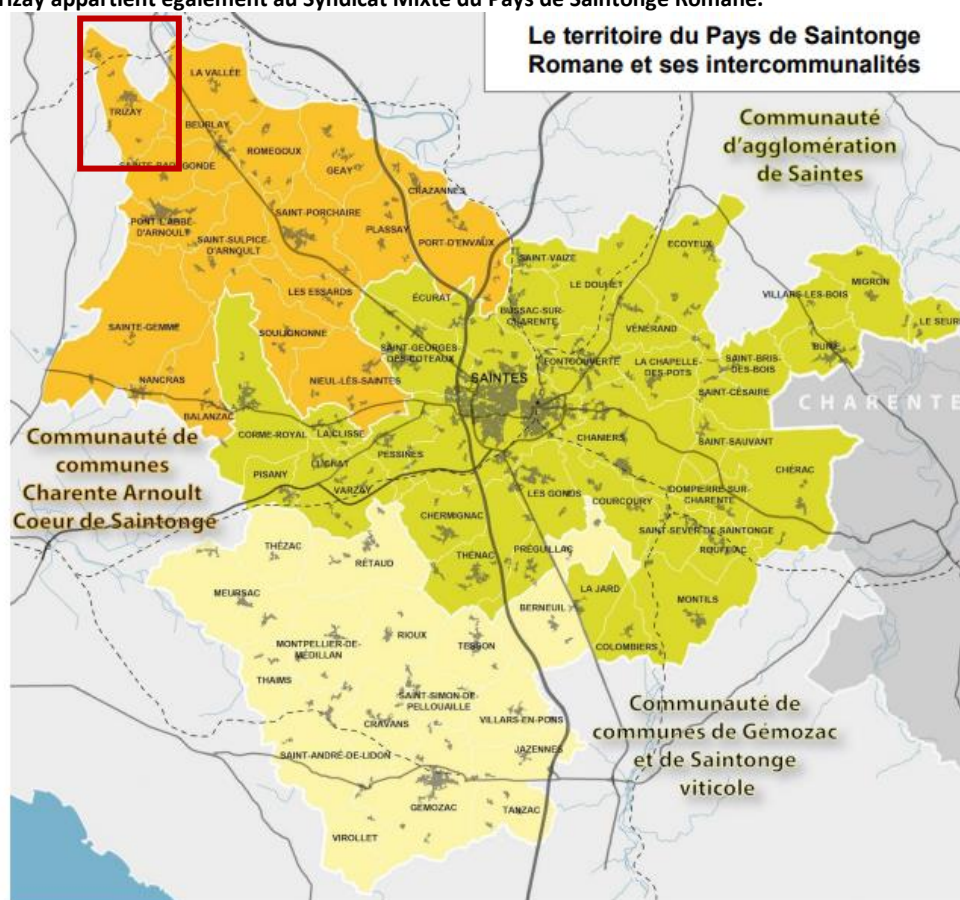 rizay appartient également au Syndicat Mixte du Pays de Saintonge Romane.
Le territoire du Pays de Saintonge
Romane et ses intercommunalités
Communauté
d'agglomération
de Saintes
LA VALLÉE
TRIZAY
BEURLAY
ROMEGOUX
GEAY
CRAZANNES
PONT-L'ABBÉ-
D'ARNOULT
SAINT-PORCHAIRE
PLASSAY
PORT-D'ENVAUX
SAINT-SULPICE-
D'ARNOULT
SAINT-VAIZE
ECOYEUX
LE DOUHET
MIGRON
VILLARS-LES-BOIS
LE SEURE
LES ESSARDS
ÉCURAT
BUSSAC-SUR-
CHARENTE
SAINTE-GEMME
SOULIGNONNE
VÉNÉRAND
BURIE
SAINT-GEORGES-
DES-COTEAUX
FONTCOUVERTE
LA CHAPELLE-
DES-POTS
SAINT-BRIS-
DES-BOIS
NANCRAS
NIEUL-LÈS-SAINTES
SAINTES
SAINT-CÉSAIRE
CHARENTE
BALANZAC
Communauté de
communes
Charente Arnoult
Coeur de Saintonge
CORME-ROYAL
LA CLISSE
CHANIERS
SAINT-SAUVANT
PISANY
PESSINES
CHÉRAC
VARZAY
LES GONDS
COURCOURY
DOMPIERRE-SUR-
CHARENTE
CHERMIGNAC
SAINT-SEVER-DE-SAINTONGE
THÉZAC
RÉTAUD
THÉNAC
PRÉGUILLAC
ROUFFIAC
MEURSAC
LA JARD
MONTILS
BERNEUIL
RIOUX
TESSON
MONTPELLIER-DE-
MÉDILLAN
COLOMBIERS
THAIMS
SAINT-SIMON-DE-
PELLOUAILLE
CRAVANS
VILLARS-EN-PONS
Communauté de
communes de Gémozac
et de Saintonge
viticole
SAINT-ANDRÉ-DE-LIDON
JAZENNES
GÉMOZAC
TANZAC
VIROLLET